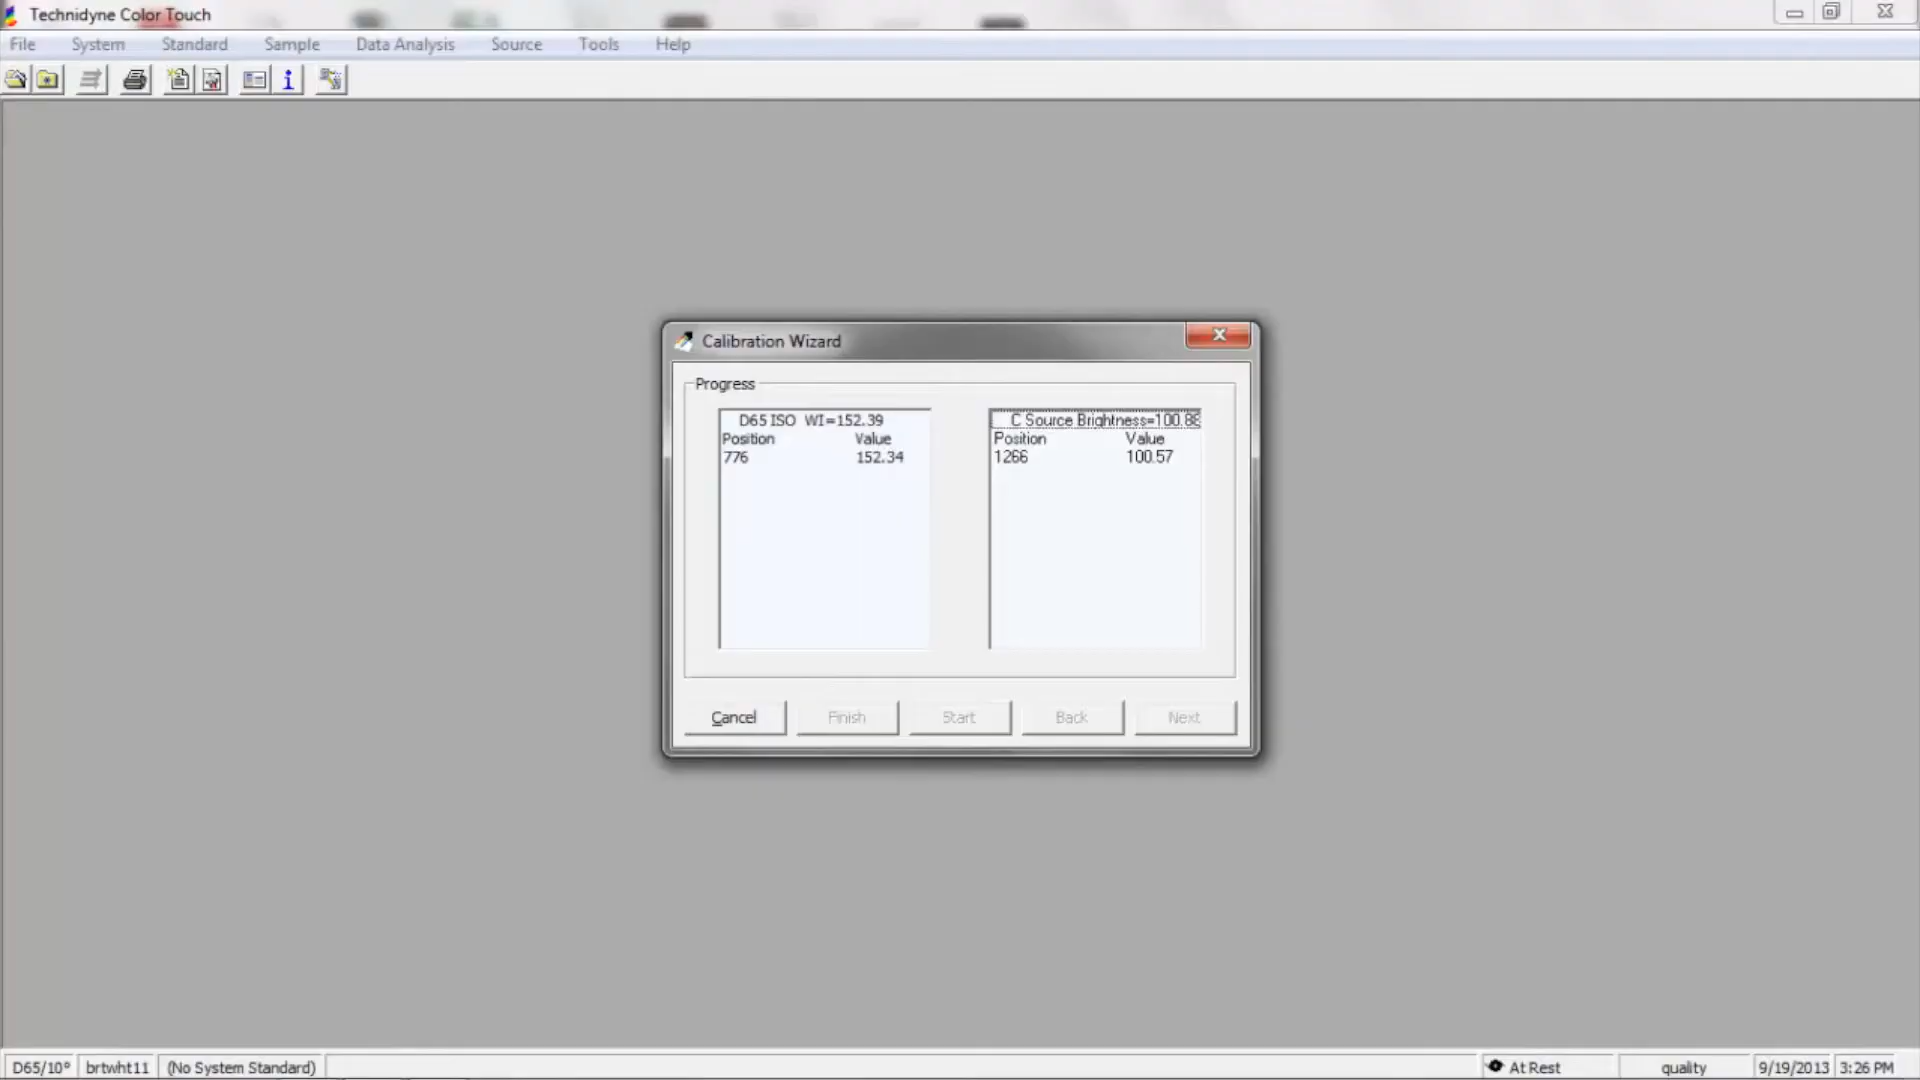 Technidyne Color Touch
File System Standard Sample Data Analysis Source Tools Help
Calibration Wizard
Progress
D65 ISO WI=152.39
Position Value
776 152.34
C Source Brightness=100.88
Position Value
1266 100.57
Cancel Finish Start Back Next
D65/10° brtwht11 (No System Standard) At Rest quality 9/19/2013 3:26 PM